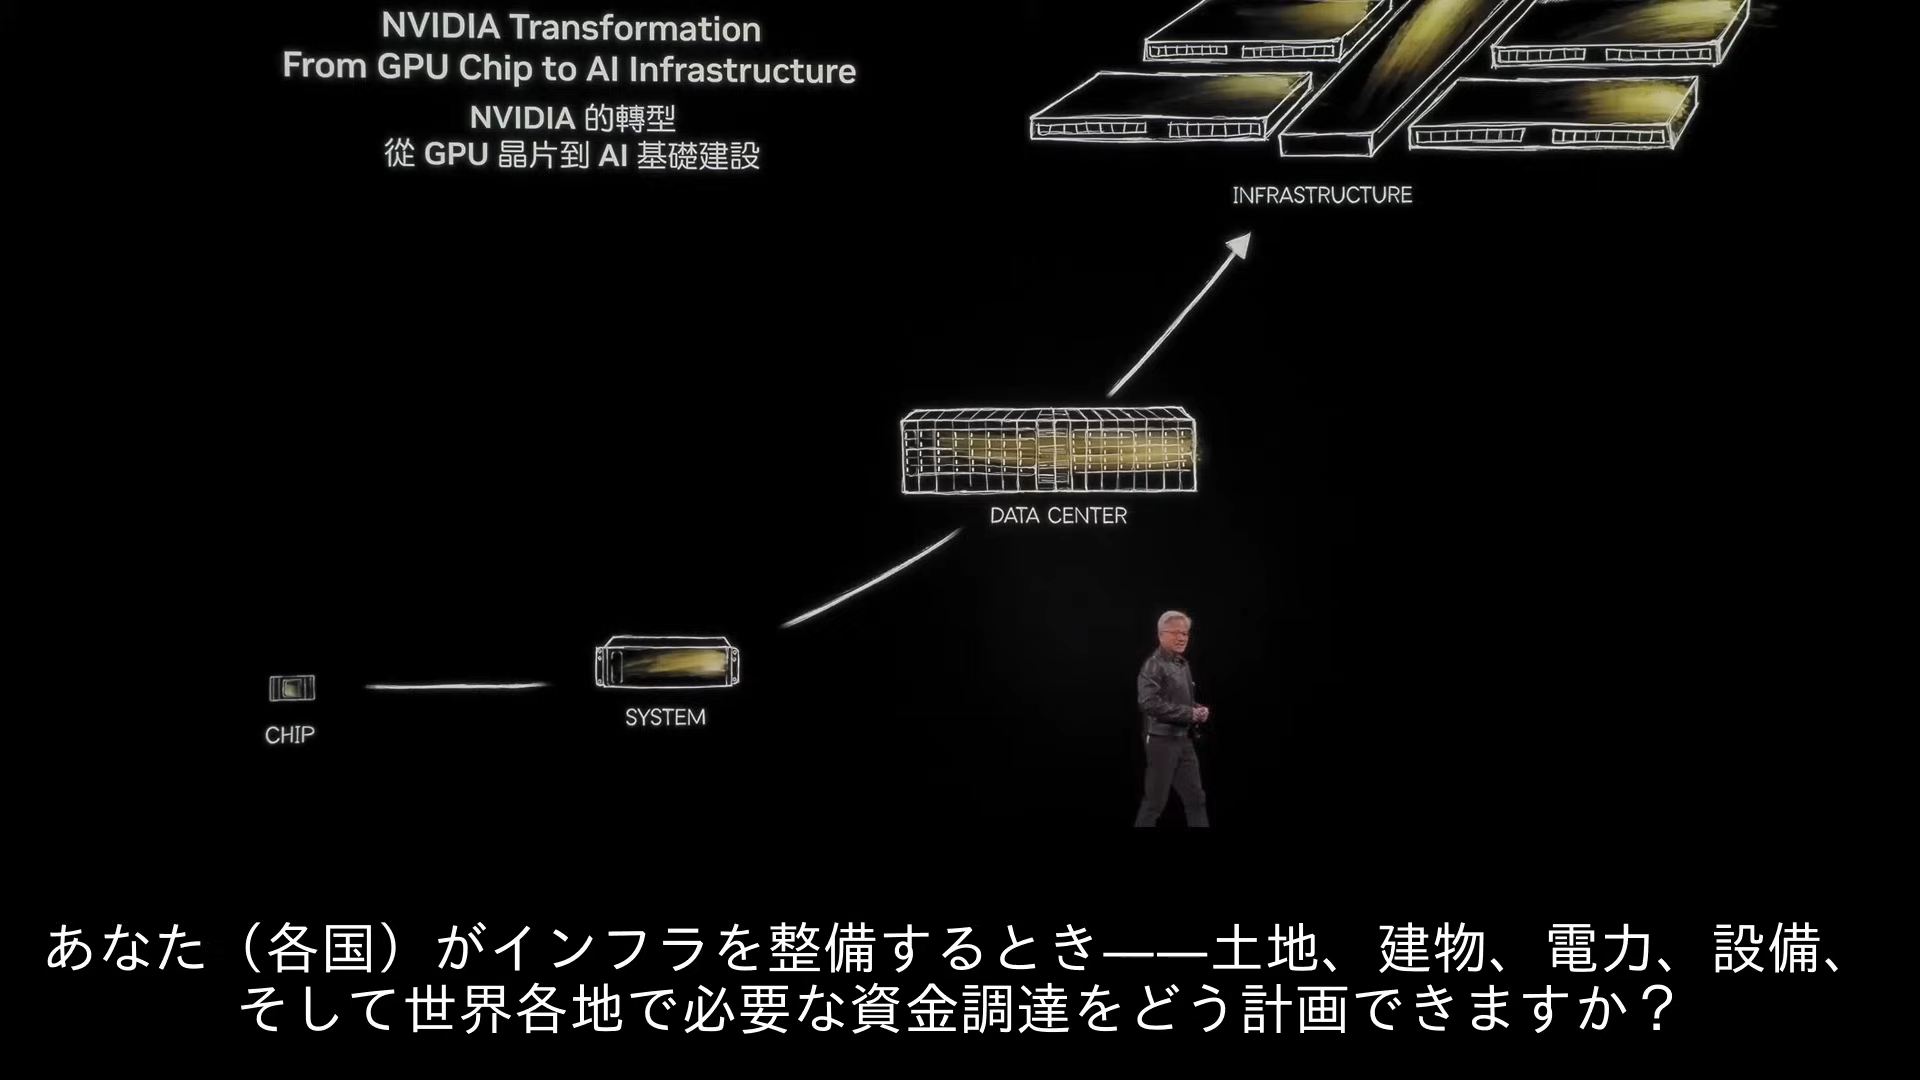 NVIDIA Transformation
From GPU Chip to AI Infrastructure
NVIDIA 的轉型
從 GPU 晶片到 AI 基礎建設
INFRASTRUCTURE
DATA CENTER
SYSTEM
CHIP
あなた（各国）がインフラを整備するとき——土地、建物、電力、設備、
そして世界各地で必要な資金調達をどう計画できますか？